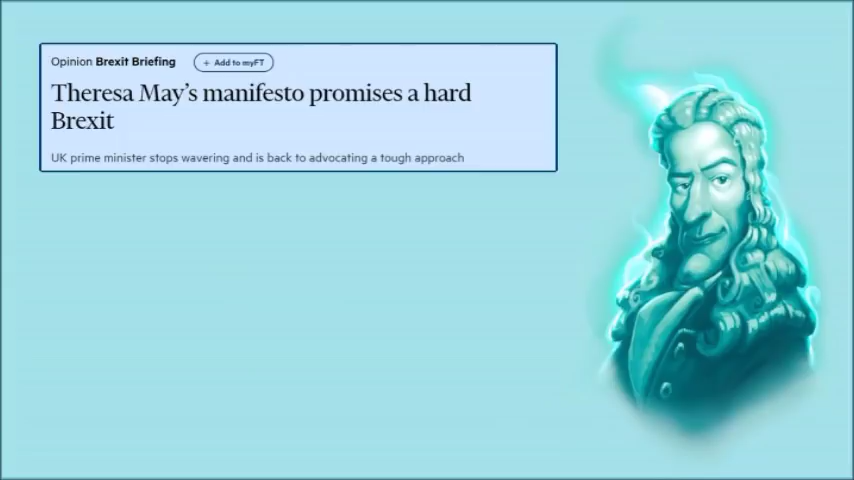 Opinion Brexit Briefing + Add to myFT
Theresa May's manifesto promises a hard
Brexit
UK prime minister stops wavering and is back to advocating a tough approach